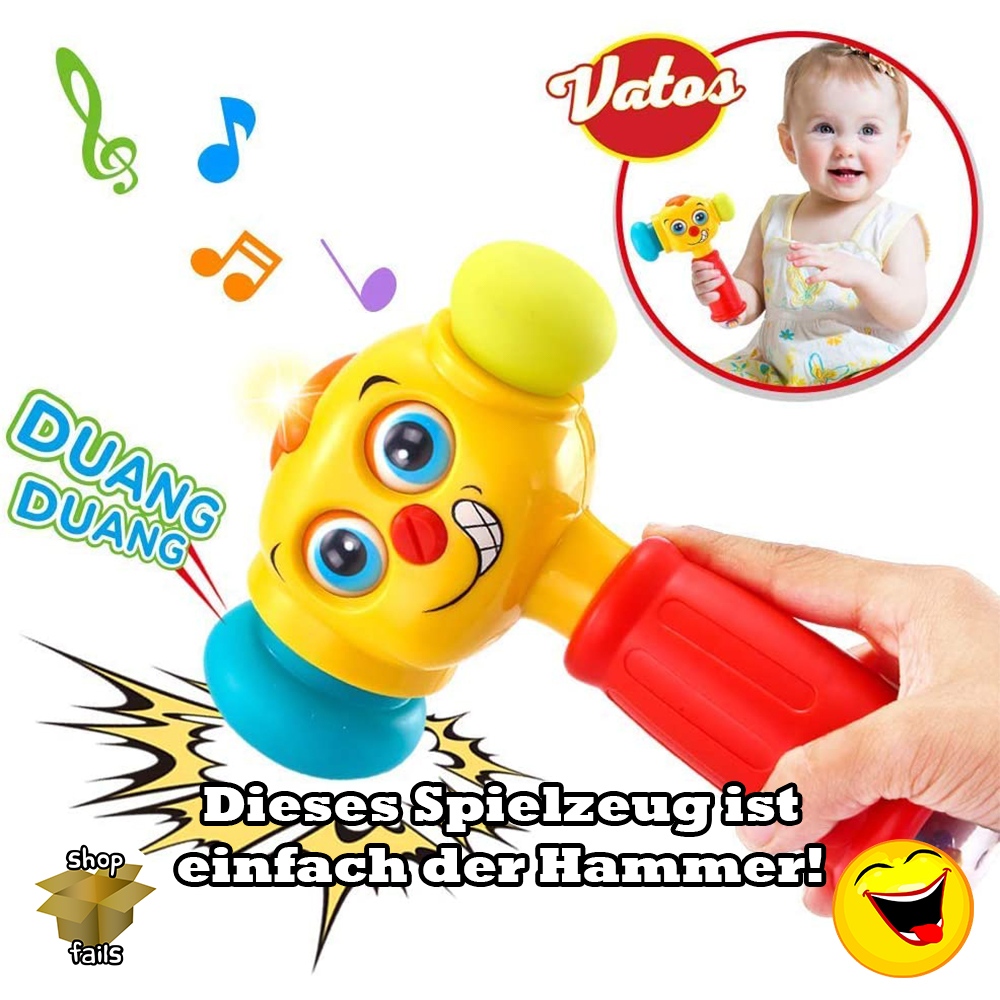 Vatos
DUANG
DUANG
Dieses Spielzeug ist
einfach der Hammer!
shop
fails